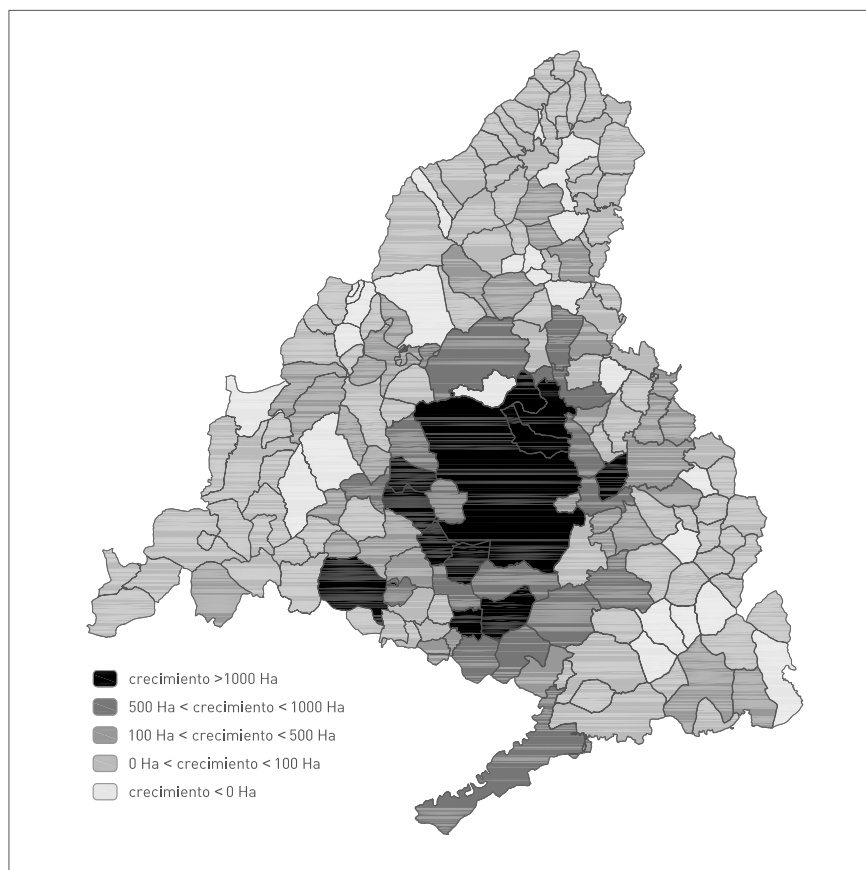 crecimiento >1000 Ha
500 Ha < crecimiento < 1000 Ha
100 Ha < crecimiento < 500 Ha
0 Ha < crecimiento < 100 Ha
crecimiento < 0 Ha